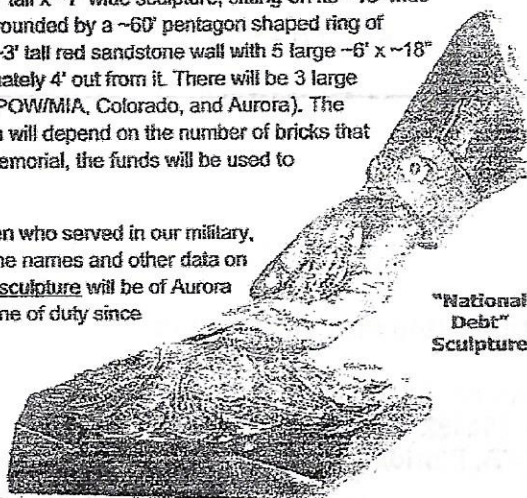 tall x ~7' wide sculpture, sitting on its ~
wide
rounded by a ~60' pentagon shaped ring of
~3' tall red sandstone wall with 5 large ~6' x ~18"
mately 4' out from it. There will be 3 large
POW/MIA, Colorado, and Aurora). The
will depend on the number of bricks that
emorial, the funds will be used to
en who served in our military,
ne names and other data on
sculpture will be of Aurora
ne of duty since
"National
Debt"
Sculpture